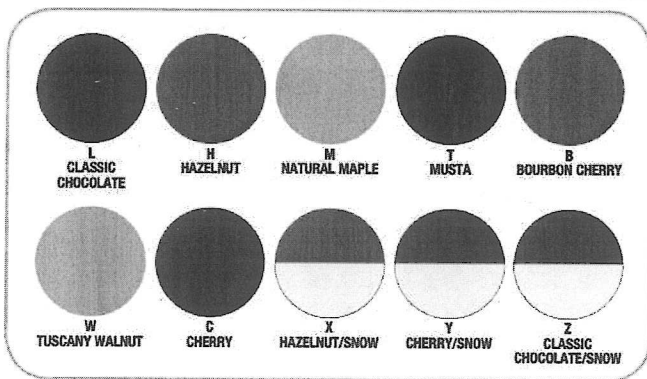 L
CLASSIC
CHOCOLATE
H
HAZELNUT
M
NATURAL MAPLE
T
MUSTA
B
BOURBON CHERRY
W
TUSCANY WALNUT
C
CHERRY
X
HAZELNUT/SNOW
Y
CHERRY/SNOW
Z
CLASSIC
CHOCOLATE/SNOW